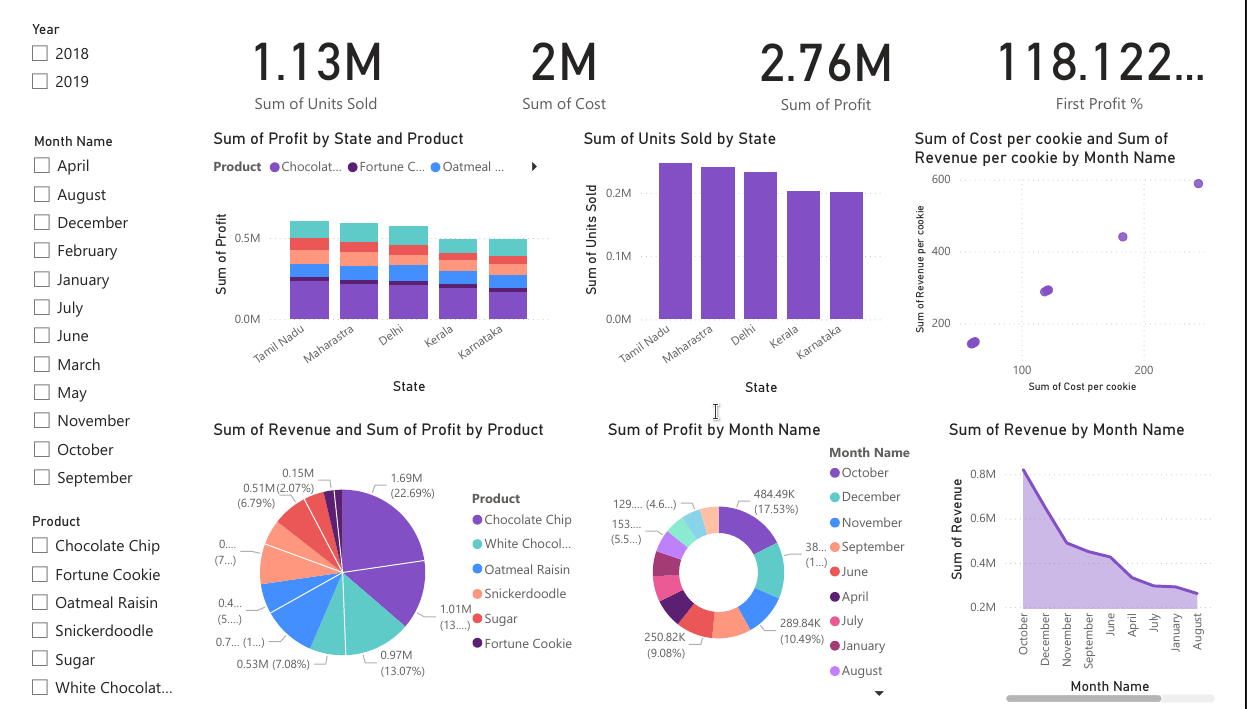 Year
2018
2019
1.13M
Sum of Units Sold
2M
Sum of Cost
2.76M
Sum of Profit
118.122...
First Profit %
Month Name
April
August
December
February
January
July
June
March
May
November
October
September
Product
Chocolate Chip
Fortune Cookie
Oatmeal Raisin
Snickerdoodle
Sugar
White Chocolat...
Sum of Profit by State and Product
Product Chocolat... Fortune C... Oatmeal ...
Sum of Profit
0.5M
0.0M
Tamil Nadu
Maharastra
Delhi
Kerala
Karnataka
State
Sum of Units Sold by State
Sum of Units Sold
0.2M
0.1M
0.0M
Tamil Nadu
Maharastra
Delhi
Kerala
Karnataka
State
Sum of Cost per cookie and Sum of
Revenue per cookie by Month Name
Sum of Revenue per cookie
600
400
200
100
200
Sum of Cost per cookie
Sum of Revenue and Sum of Profit by Product
1.69M
(22.69%)
1.01M
(13....)
0.97M
(13.07%)
0.53M (7.08%)
0.7... (1...)
0.4...
(5....)
0....
(7...)
0.51M
(6.79%)
0.15M
(2.07%)
Product
Chocolate Chip
White Chocol...
Oatmeal Raisin
Snickerdoodle
Sugar
Fortune Cookie
Sum of Profit by Month Name
484.49K
(17.53%)
38...
(1...)
289.84K
(10.49%)
250.82K
(9.08%)
153....
(5.5...)
129.... (4.6...)
Month Name
October
December
November
September
June
April
July
January
August
Sum of Revenue by Month Name
Sum of Revenue
0.8M
0.6M
0.4M
0.2M
October
December
November
September
June
April
July
January
August
Month Name